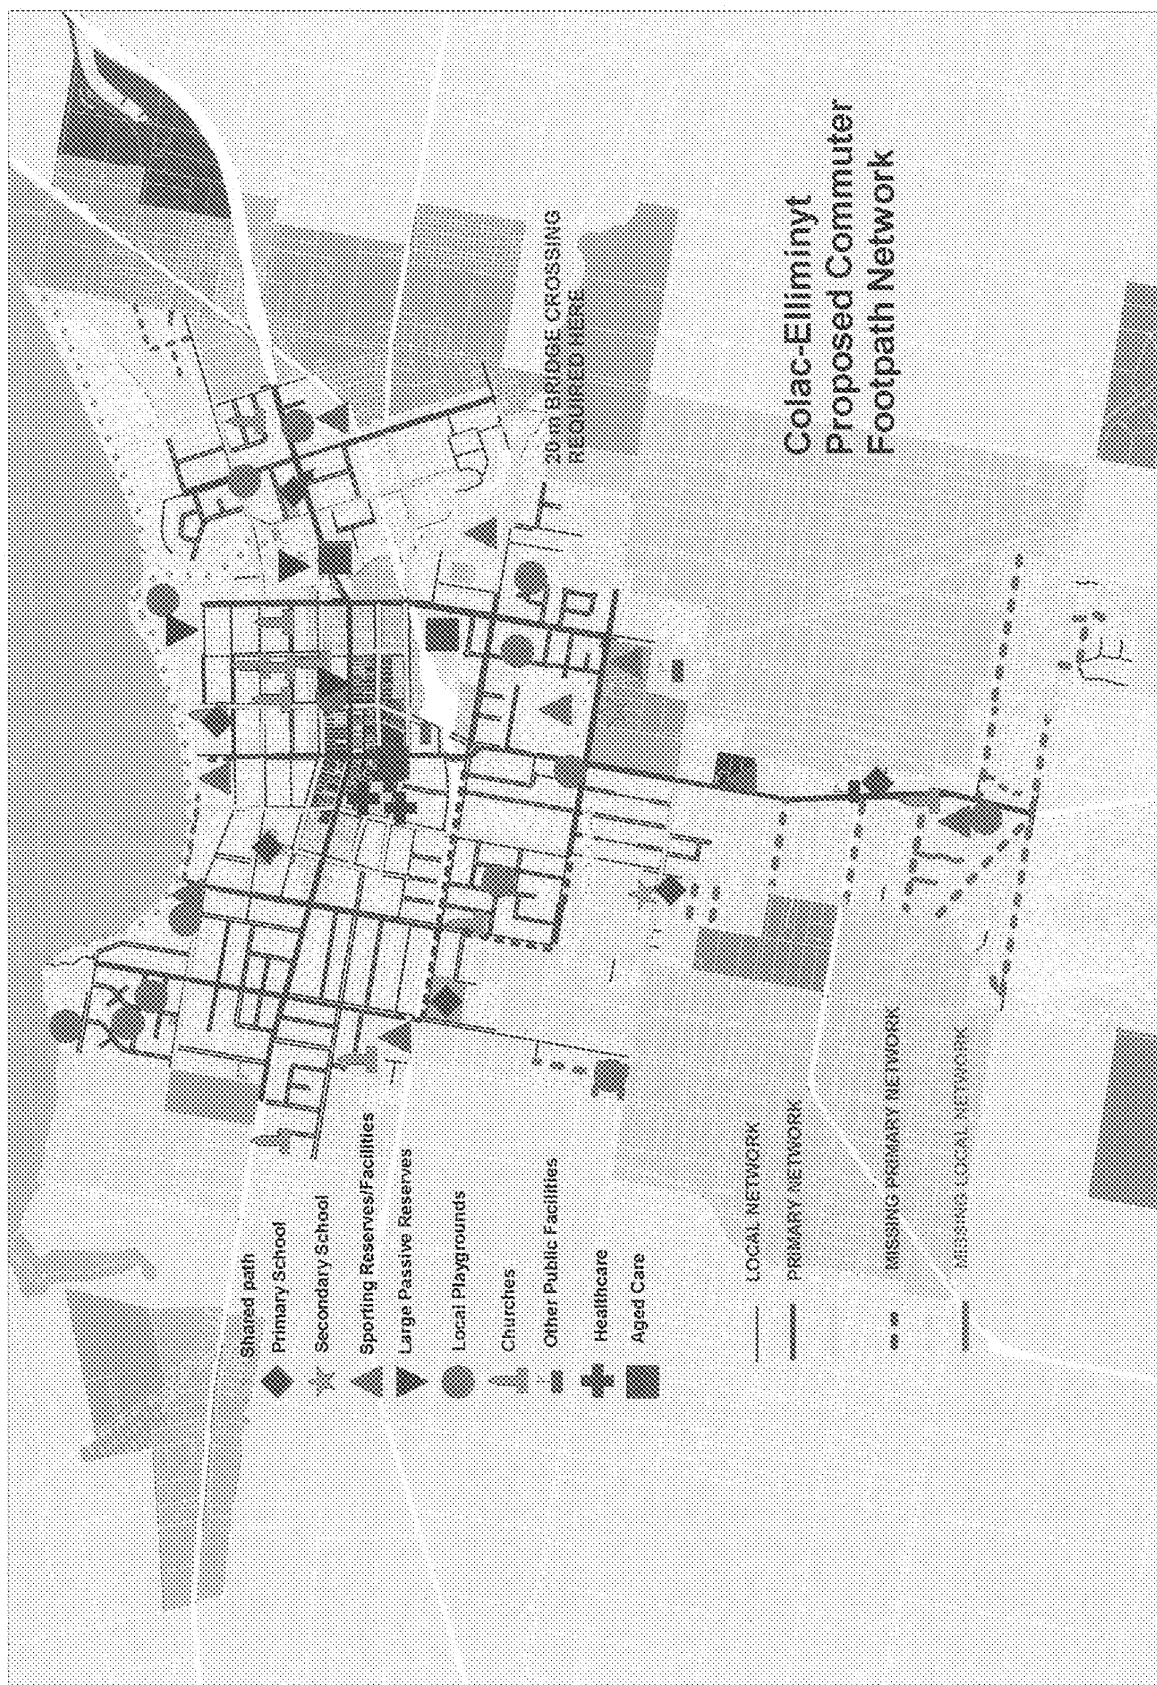 Colac-Elliminyt
Proposed Commuter
Footpath Network
20 m BRIDGE CROSSING
REQUIRED HERE
Shared path
Primary School
Secondary School
Sporting Reserves/Facilities
Large Passive Reserves
Local Playgrounds
Churches
Other Public Facilities
Healthcare
Aged Care
LOCAL NETWORK
PRIMARY NETWORK
MISSING PRIMARY NETWORK
MISSING LOCAL NETWORK